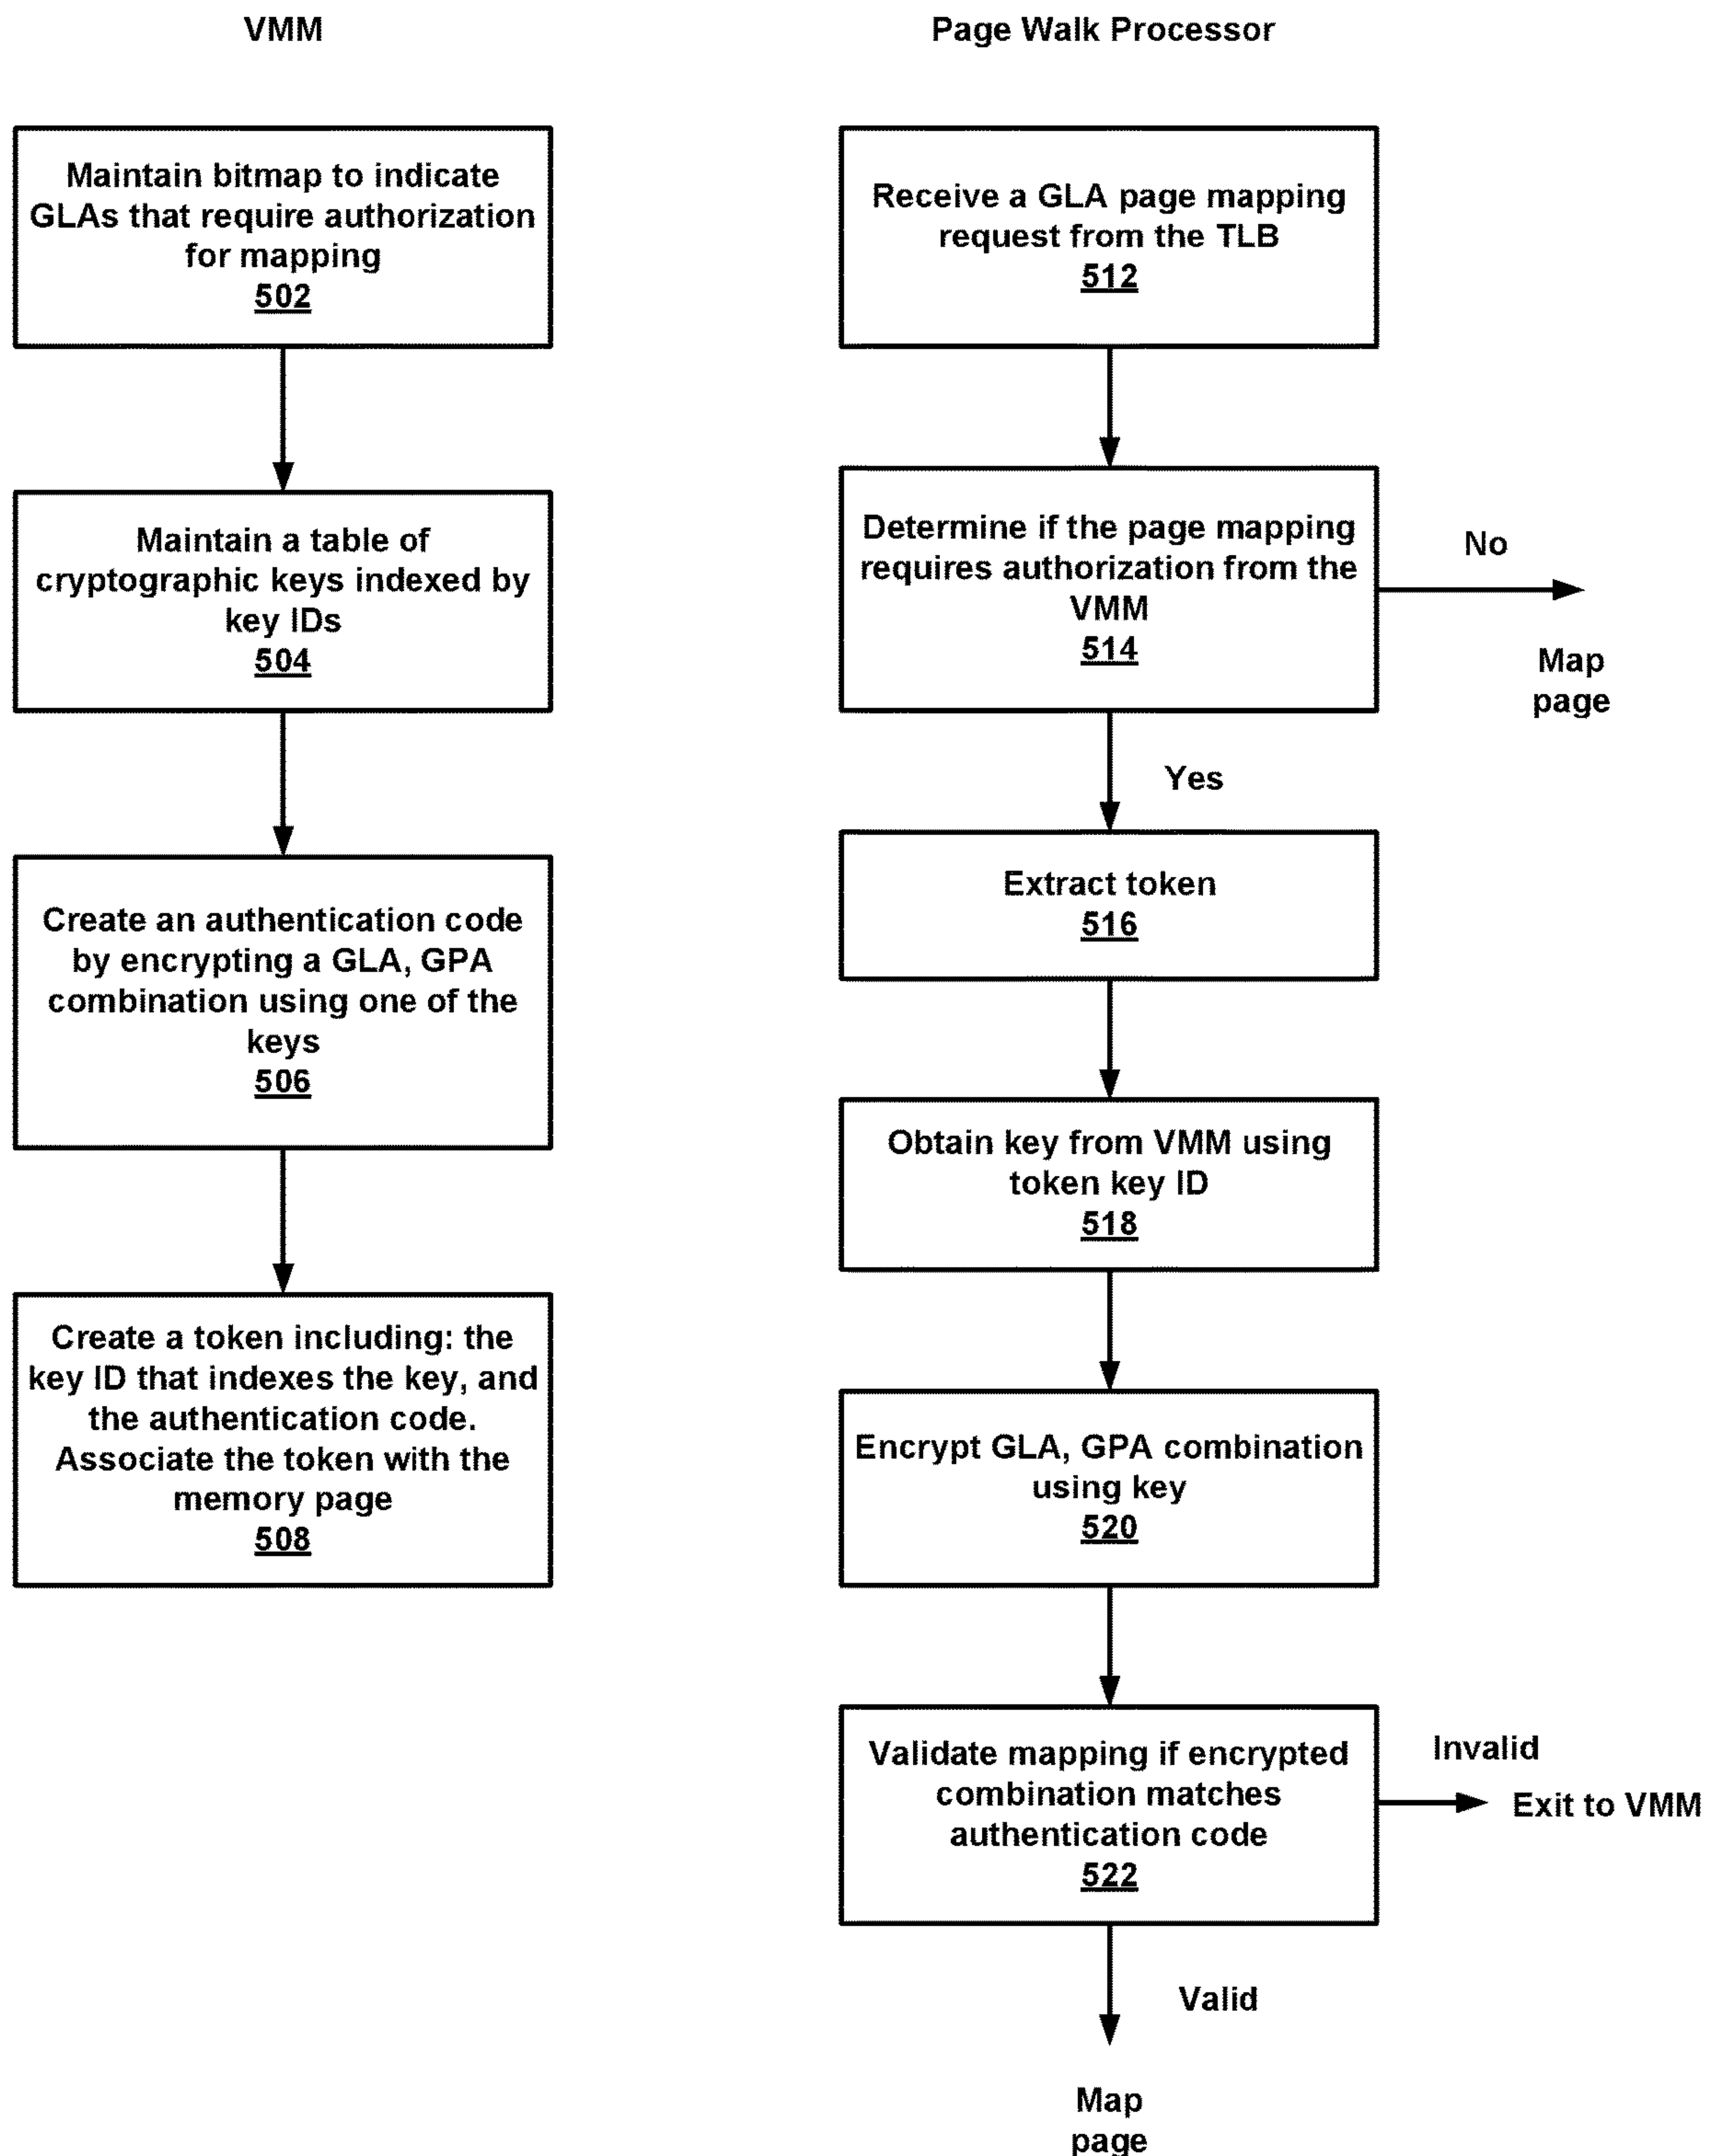 VMM
Maintain bitmap to indicate
GLAs that require authorization
for mapping
502
Maintain a table of
cryptographic keys indexed by
key IDs
504
Create an authentication code
by encrypting a GLA, GPA
combination using one of the
keys
506
Create a token including: the
key ID that indexes the key, and
the authentication code.
Associate the token with the
memory page
508
Page Walk Processor
Receive a GLA page mapping
request from the TLB
512
Determine if the page mapping
requires authorization from the
VMM
514
No
Map
page
Yes
Extract token
516
Obtain key from VMM using
token key ID
518
Encrypt GLA, GPA combination
using key
520
Validate mapping if encrypted
combination matches
authentication code
522
Invalid
Exit to VMM
Valid
Map
page